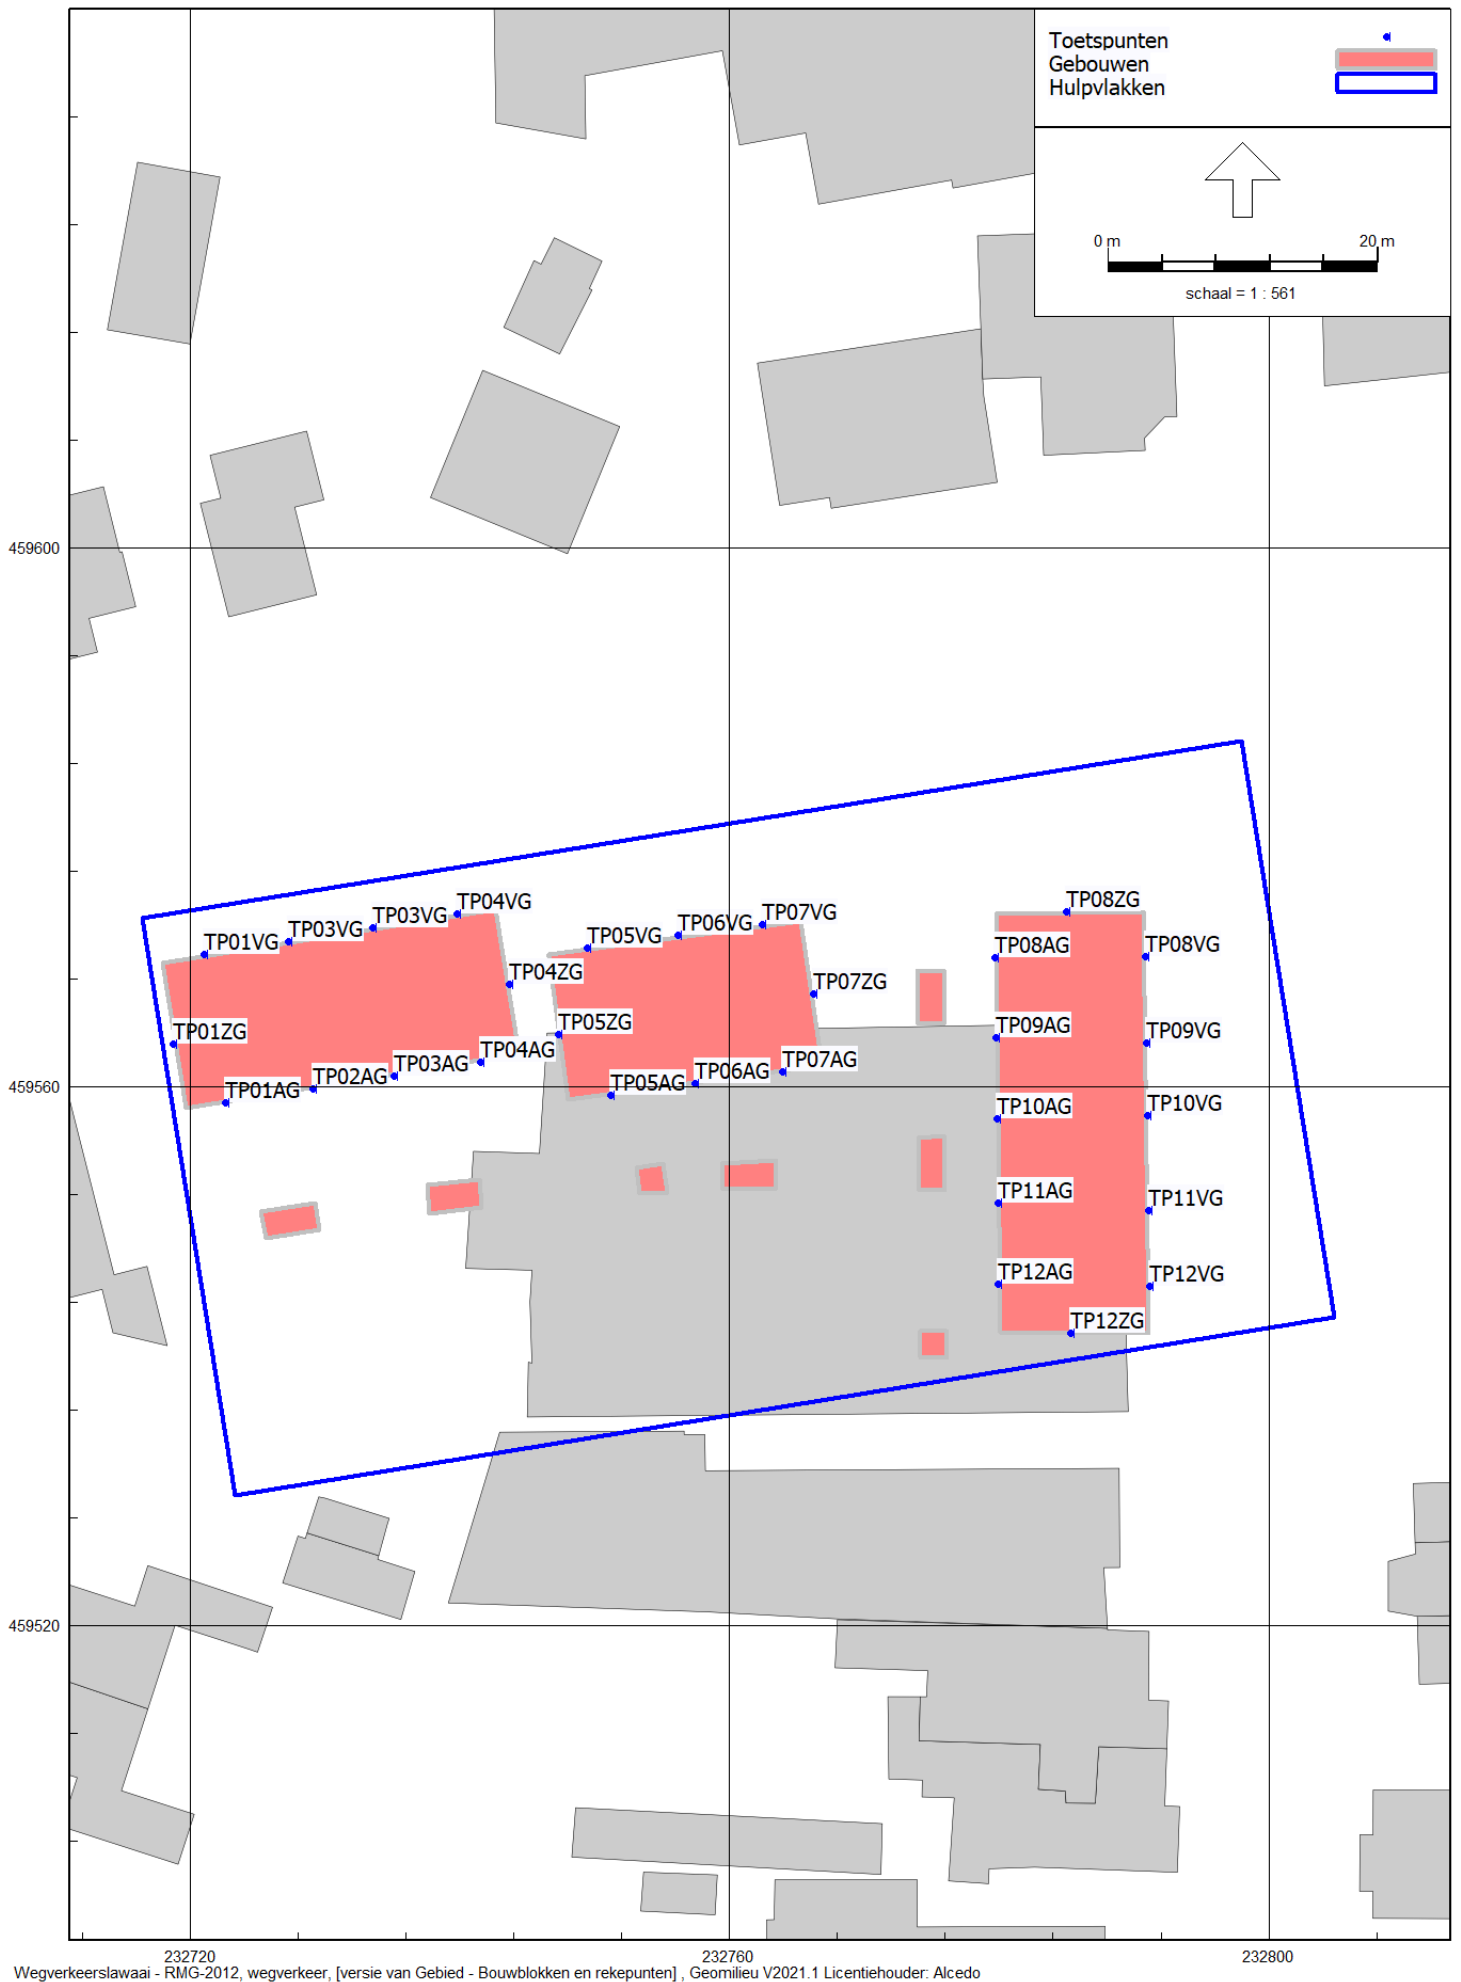 Toetspunten
Gebouwen
Hulpvlakken
0 m 20 m
schaal = 1 : 561
459600
TP04VG
TP03VG
TP03VG
TP01VG
TP07VG
TP06VG
TP05VG
TP08ZG
TP08AG
TP08VG
TP04ZG
TP07ZG
TP01ZG
TP05ZG
TP09AG
TP09VG
TP04AG
TP03AG
TP02AG
TP01AG
TP07AG
TP06AG
TP05AG
459560
TP10AG
TP10VG
TP11AG
TP11VG
TP12AG
TP12VG
TP12ZG
459520
232720 232760 232800
Wegverkeerslawaai - RMG-2012, wegverkeer, [versie van Gebied - Bouwblokken en rekepunten] , Geomilieu V2021.1 Licentiehouder: Alcedo